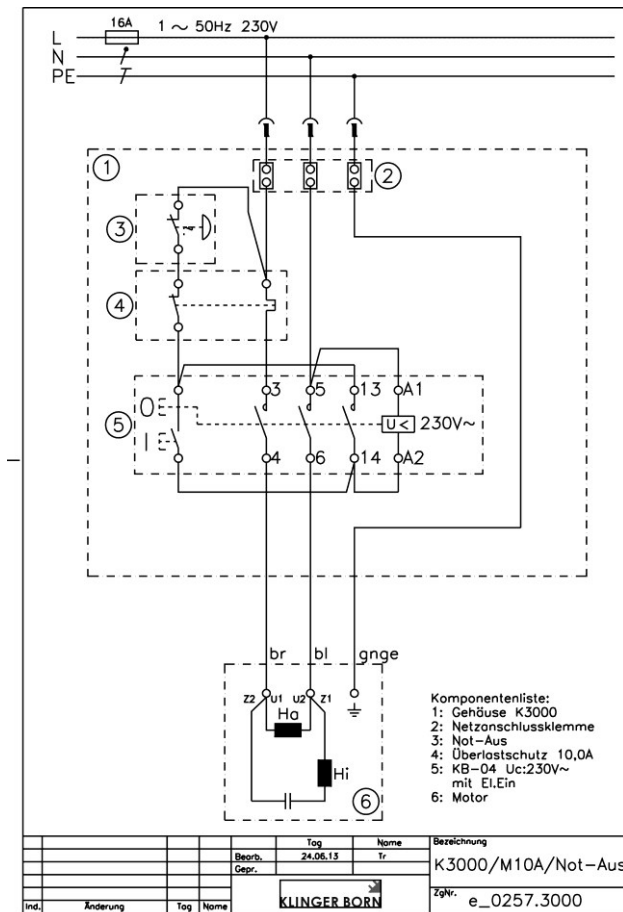 16A 1 ~ 50Hz 230V
L
N
PE
1
2
3
4
5
O
I
3 5 13 A1
U< 230V~
4 6 14 A2
br bl gnge
Z2 U1 U2 Z1
Ha
Hi
6
Komponentenliste:
1: Gehöuse K3000
2: Netzanschlussklemme
3: Not-Aus
4: Überlastschutz 10,0A
5: KB-04 Uc:230V~
mit El.Ein
6: Motor
Tag Name
Bearb. 24.06.13 Tr
Gepr.
Ind. Änderung Tag Name
KLINGER BORN
Bezeichnung
K3000/M10A/Not-Aus
ZgNr. e_0257.3000